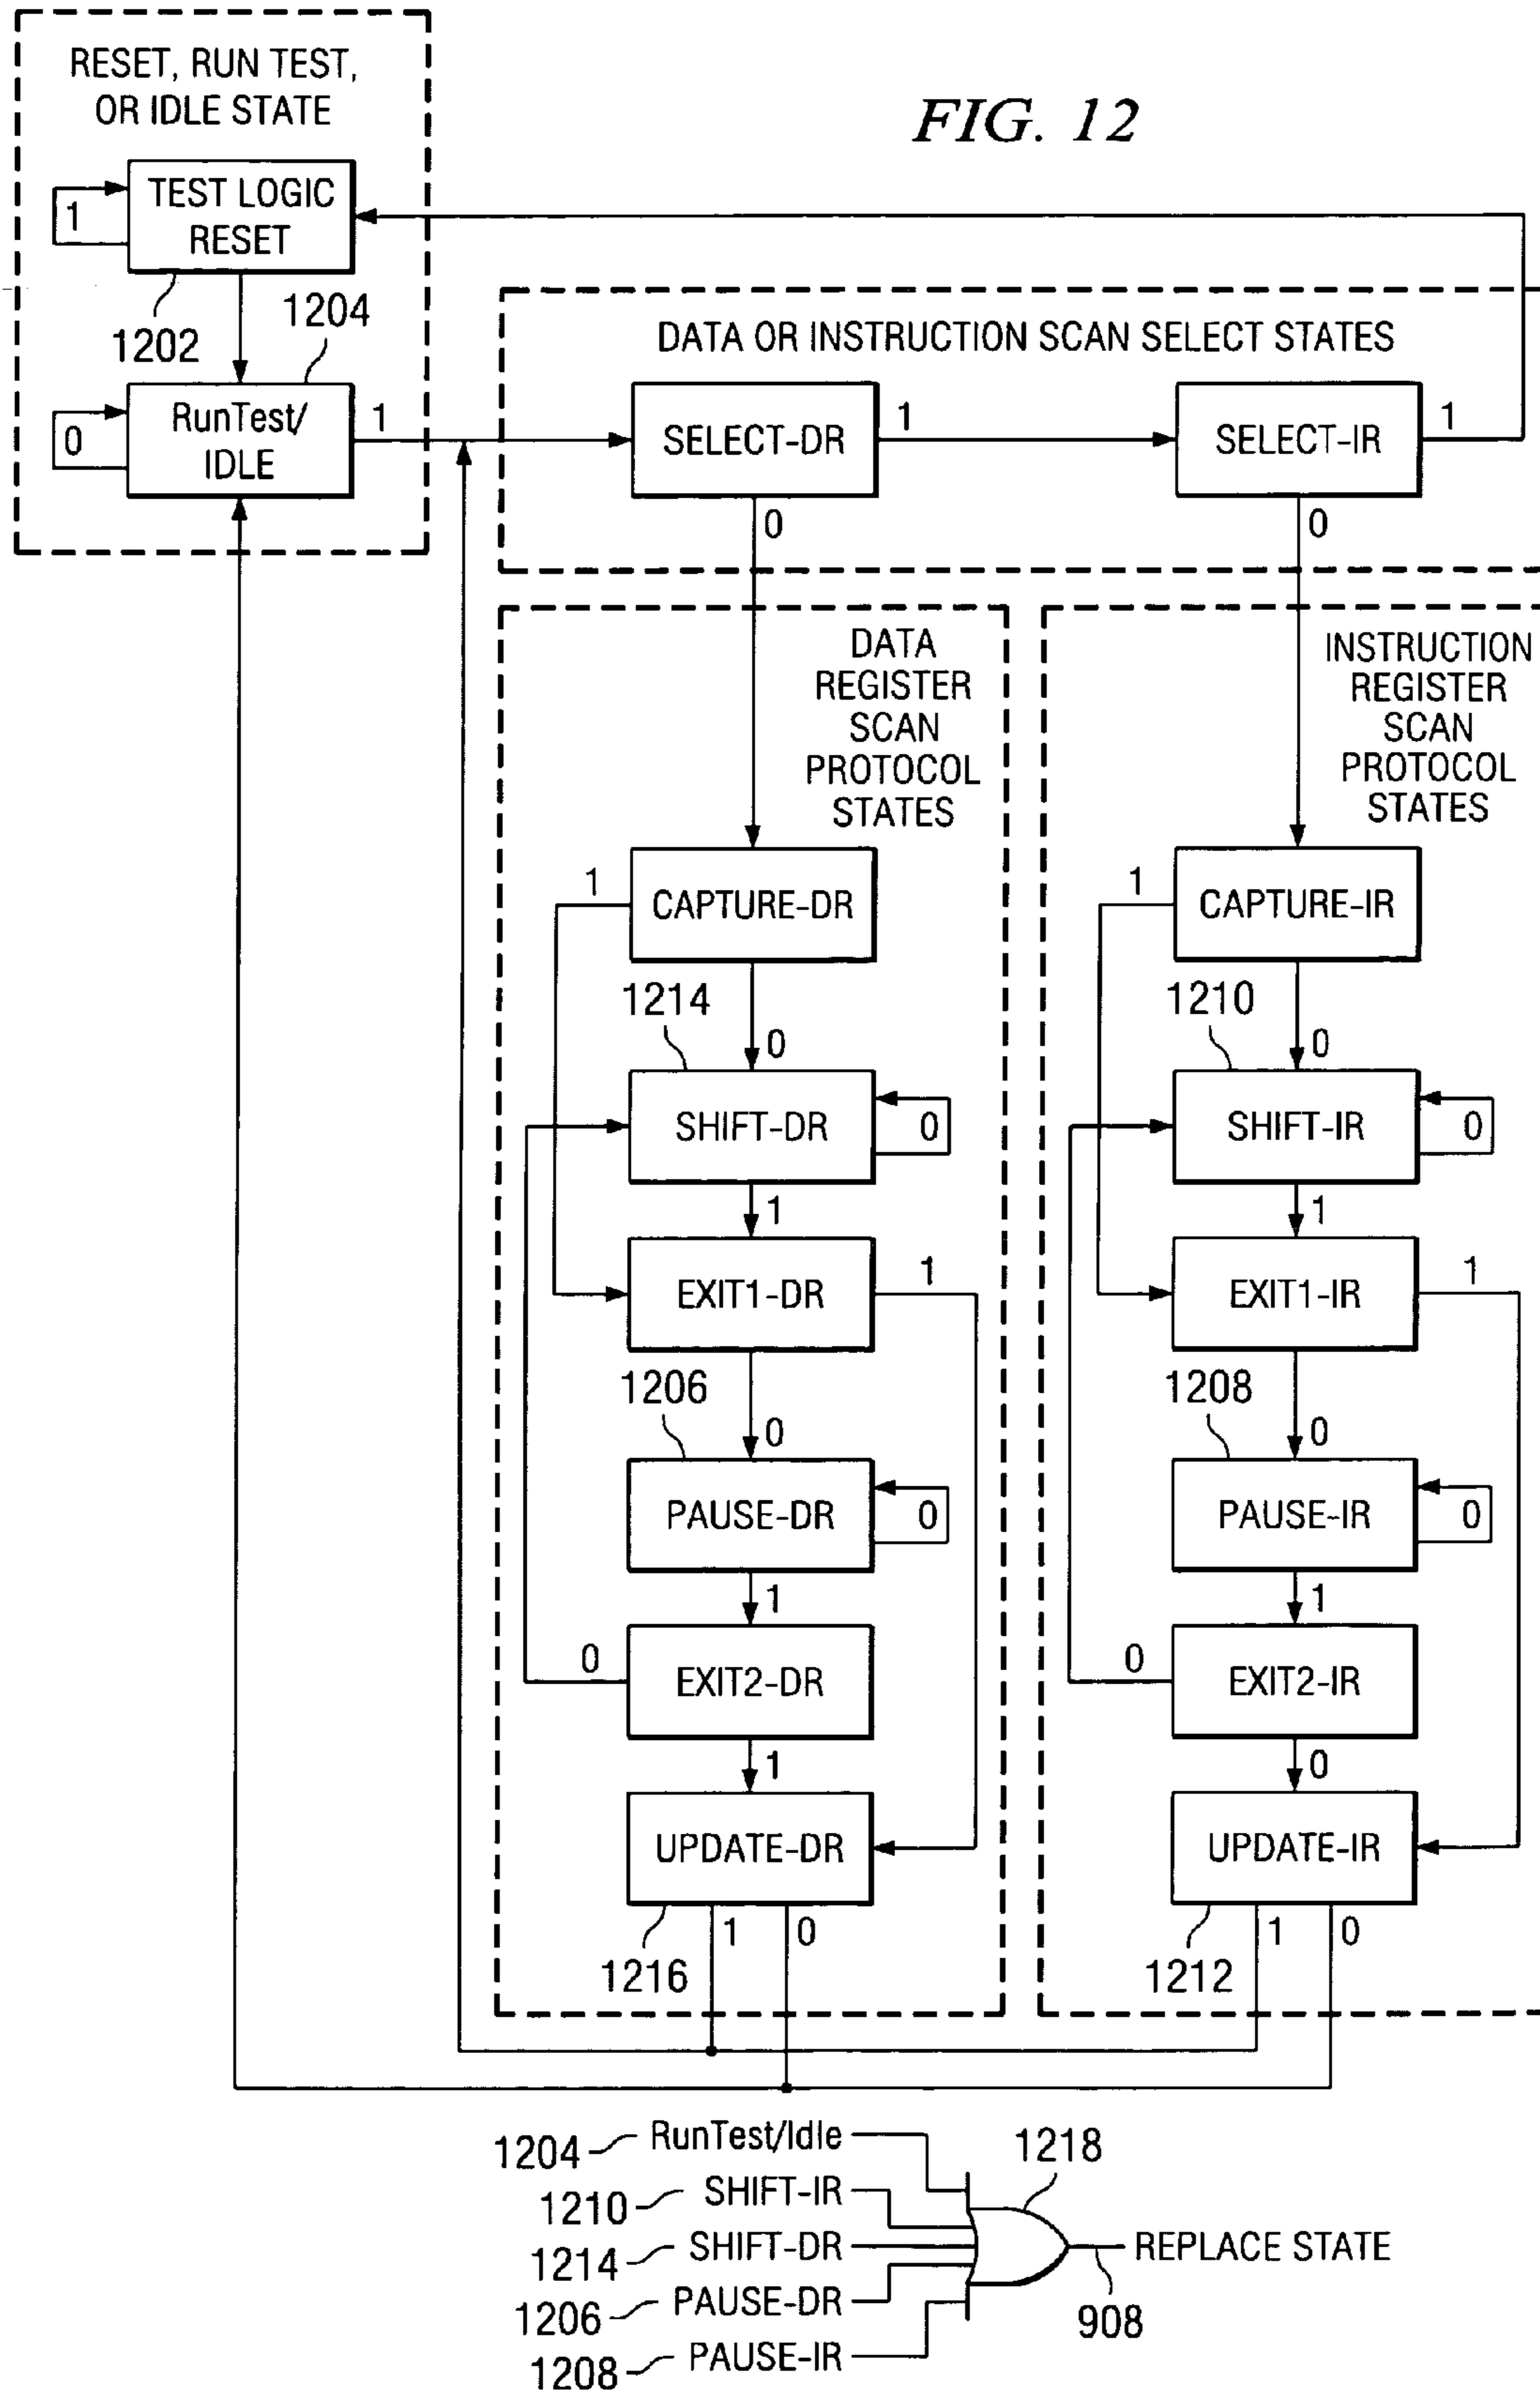 RESET, RUN TEST,
OR IDLE STATE
FIG. 12
TEST LOGIC
RESET
1
1202
1204
RunTest/
IDLE
0
1
DATA OR INSTRUCTION SCAN SELECT STATES
SELECT-DR
1
SELECT-IR
1
0
0
DATA
REGISTER
SCAN
PROTOCOL
STATES
INSTRUCTION
REGISTER
SCAN
PROTOCOL
STATES
1
CAPTURE-DR
1
CAPTURE-IR
1214
0
1210
0
SHIFT-DR
0
SHIFT-IR
0
1
1
EXIT1-DR
1
EXIT1-IR
1
1206
0
1208
0
PAUSE-DR
0
PAUSE-IR
0
1
1
0
EXIT2-DR
0
EXIT2-IR
1
0
UPDATE-DR
UPDATE-IR
1
0
1
0
1216
1212
1204
RunTest/Idle
1218
1210
SHIFT-IR
1214
SHIFT-DR
REPLACE STATE
1206
PAUSE-DR
908
1208
PAUSE-IR